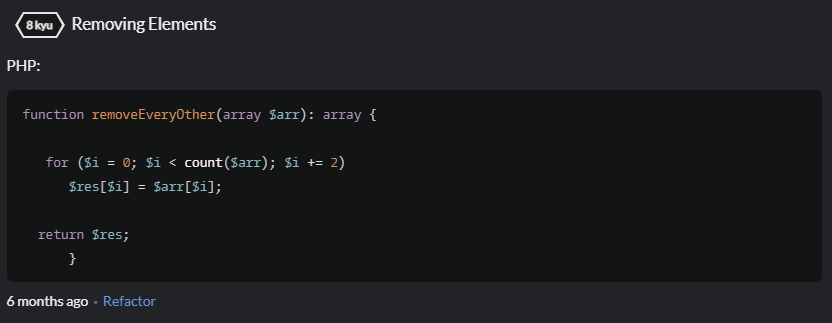 8 kyu Removing Elements
PHP:
function removeEveryOther(array $arr): array {
for ($i = 0; $i < count($arr); $i += 2)
$res[$i] = $arr[$i];
return $res;
}
6 months ago • Refactor